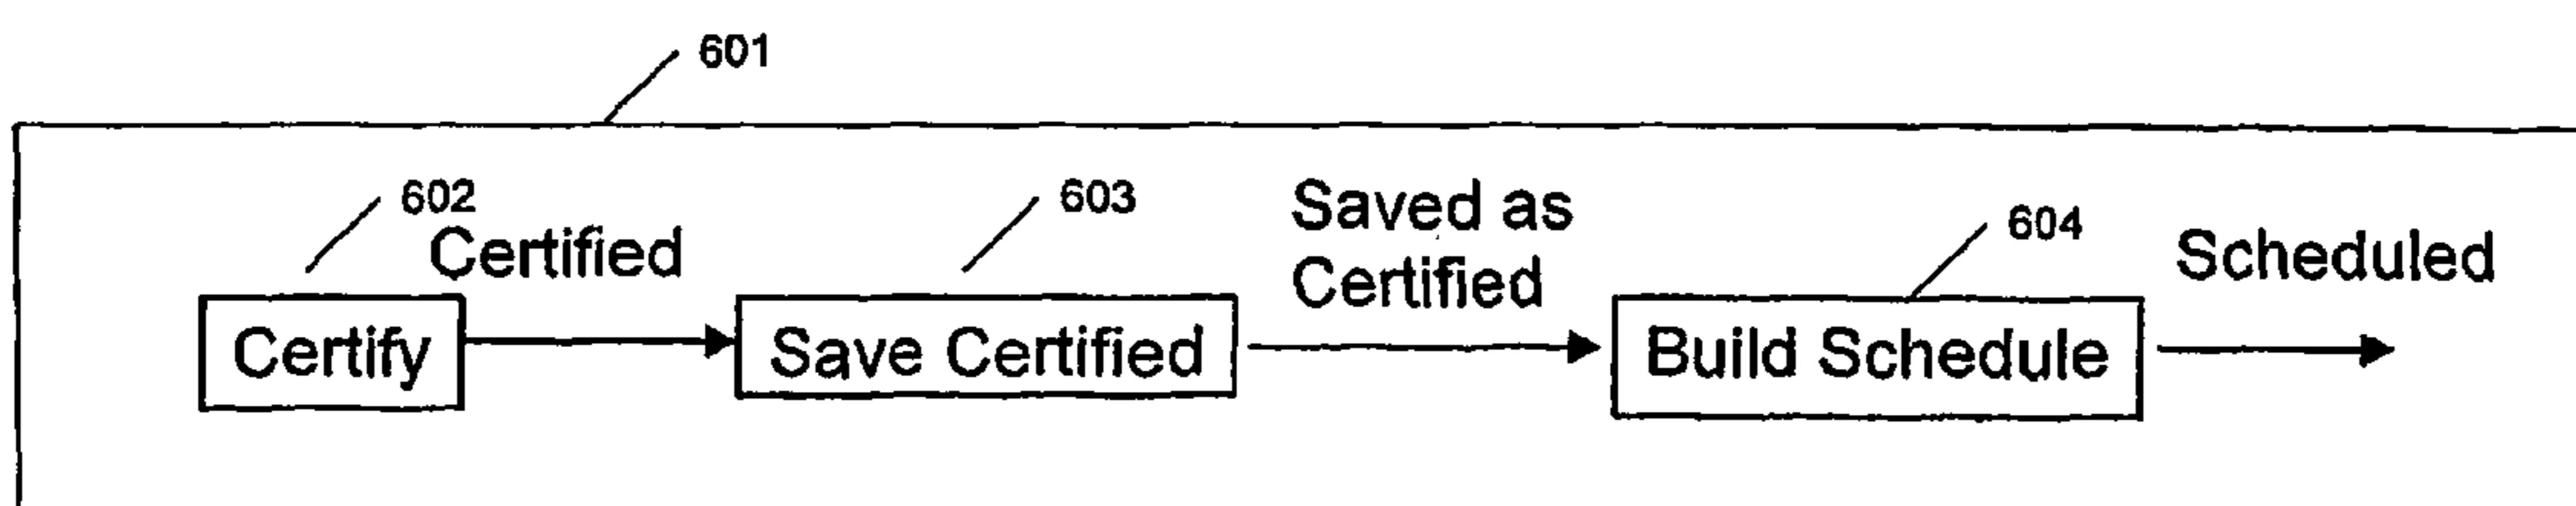 601
602
Certified
603
Saved as
Certified
604
Scheduled
Certify
Save Certified
Build Schedule